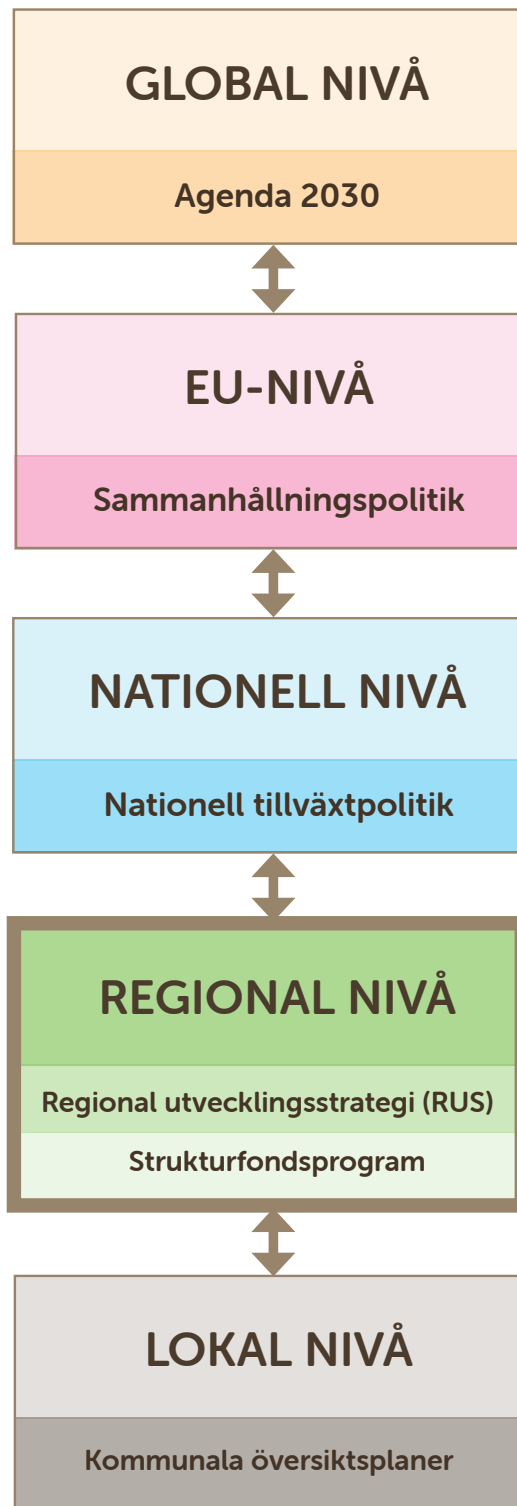 GLOBAL NIVÅ
Agenda 2030
EU-NIVÅ
Sammanhållningspolitik
NATIONELL NIVÅ
Nationell tillväxtpolitik
REGIONAL NIVÅ
Regional utvecklingsstrategi (RUS)
Strukturfondsprogram
LOKAL NIVÅ
Kommunala översiktsplaner